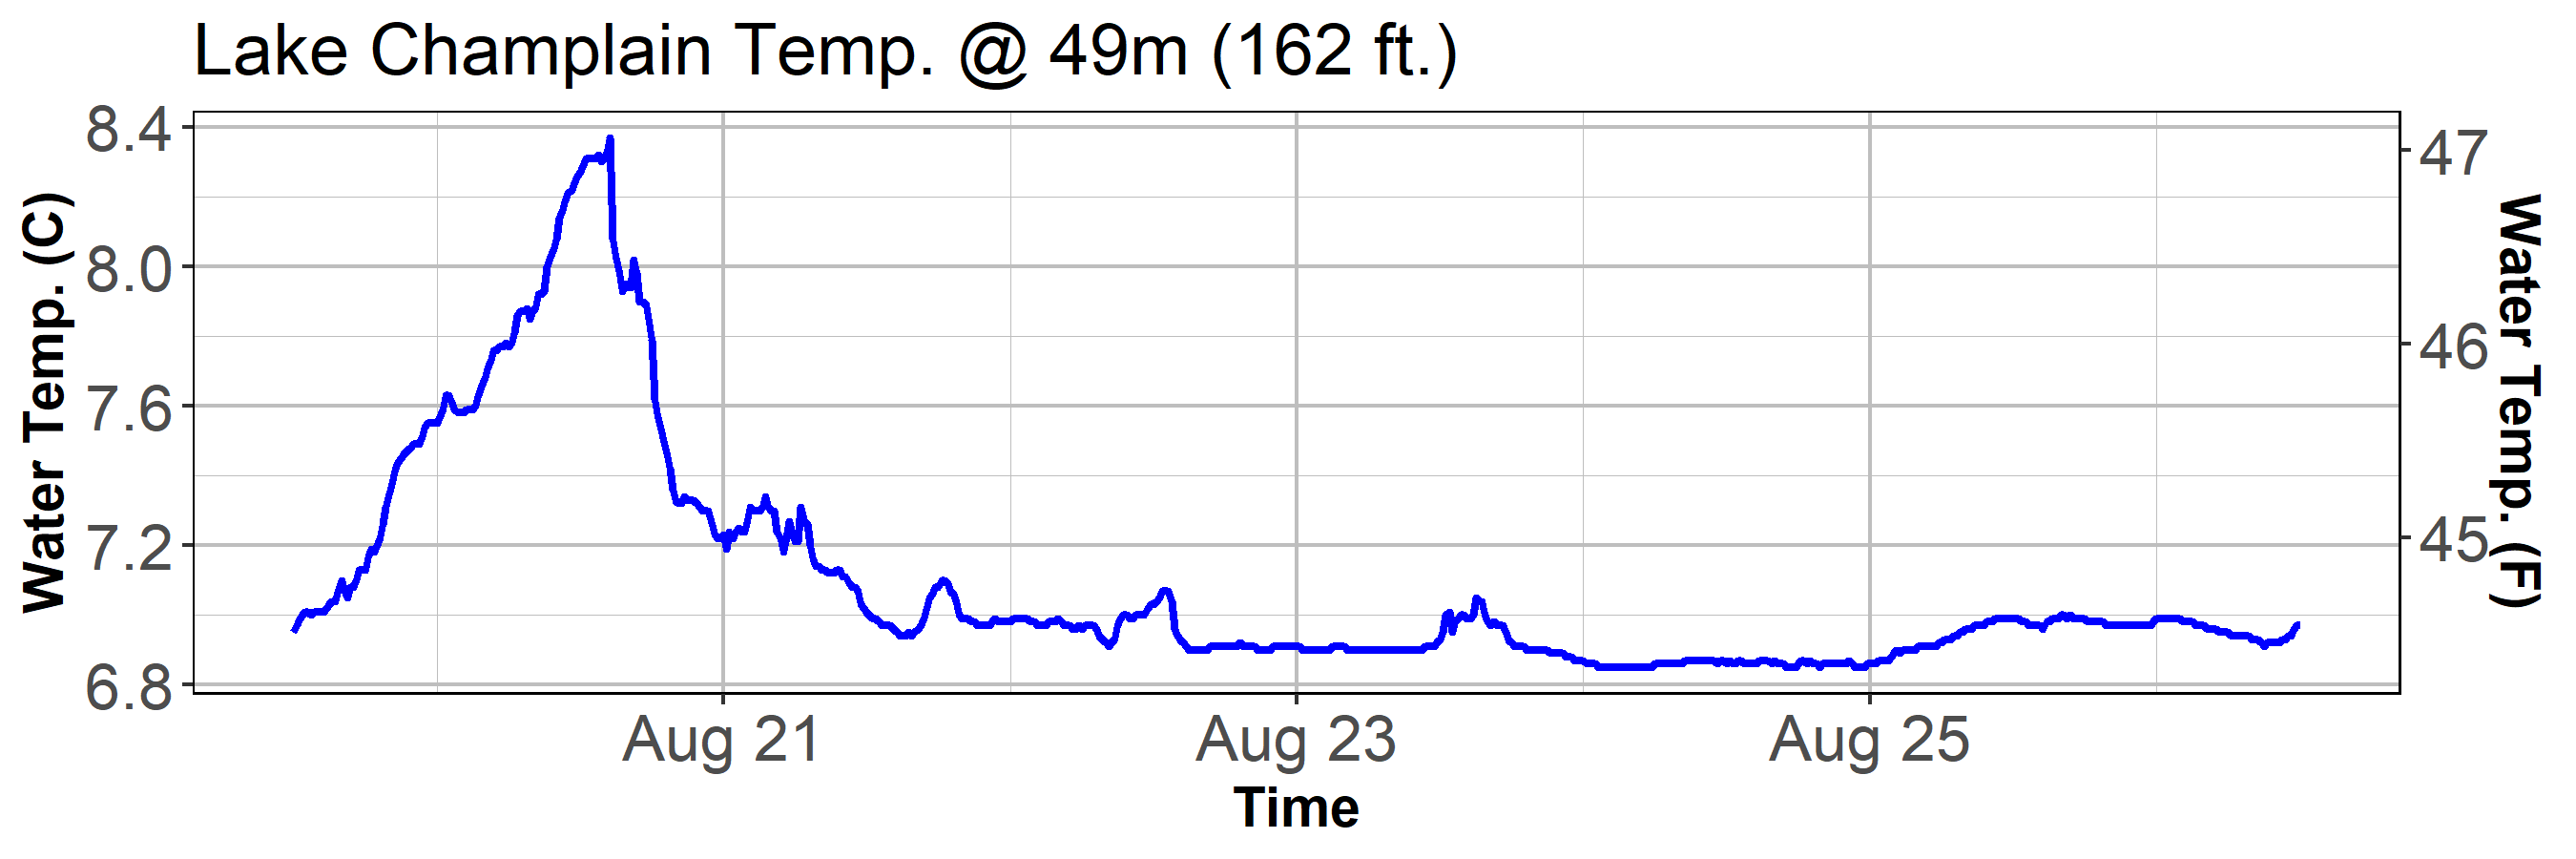 Lake Champlain Temp. @ 49m (162 ft.)
Water Temp. (C)
8.4
8.0
7.6
7.2
6.8
47
46
45
Water Temp. (F)
Aug 21 Aug 23 Aug 25
Time